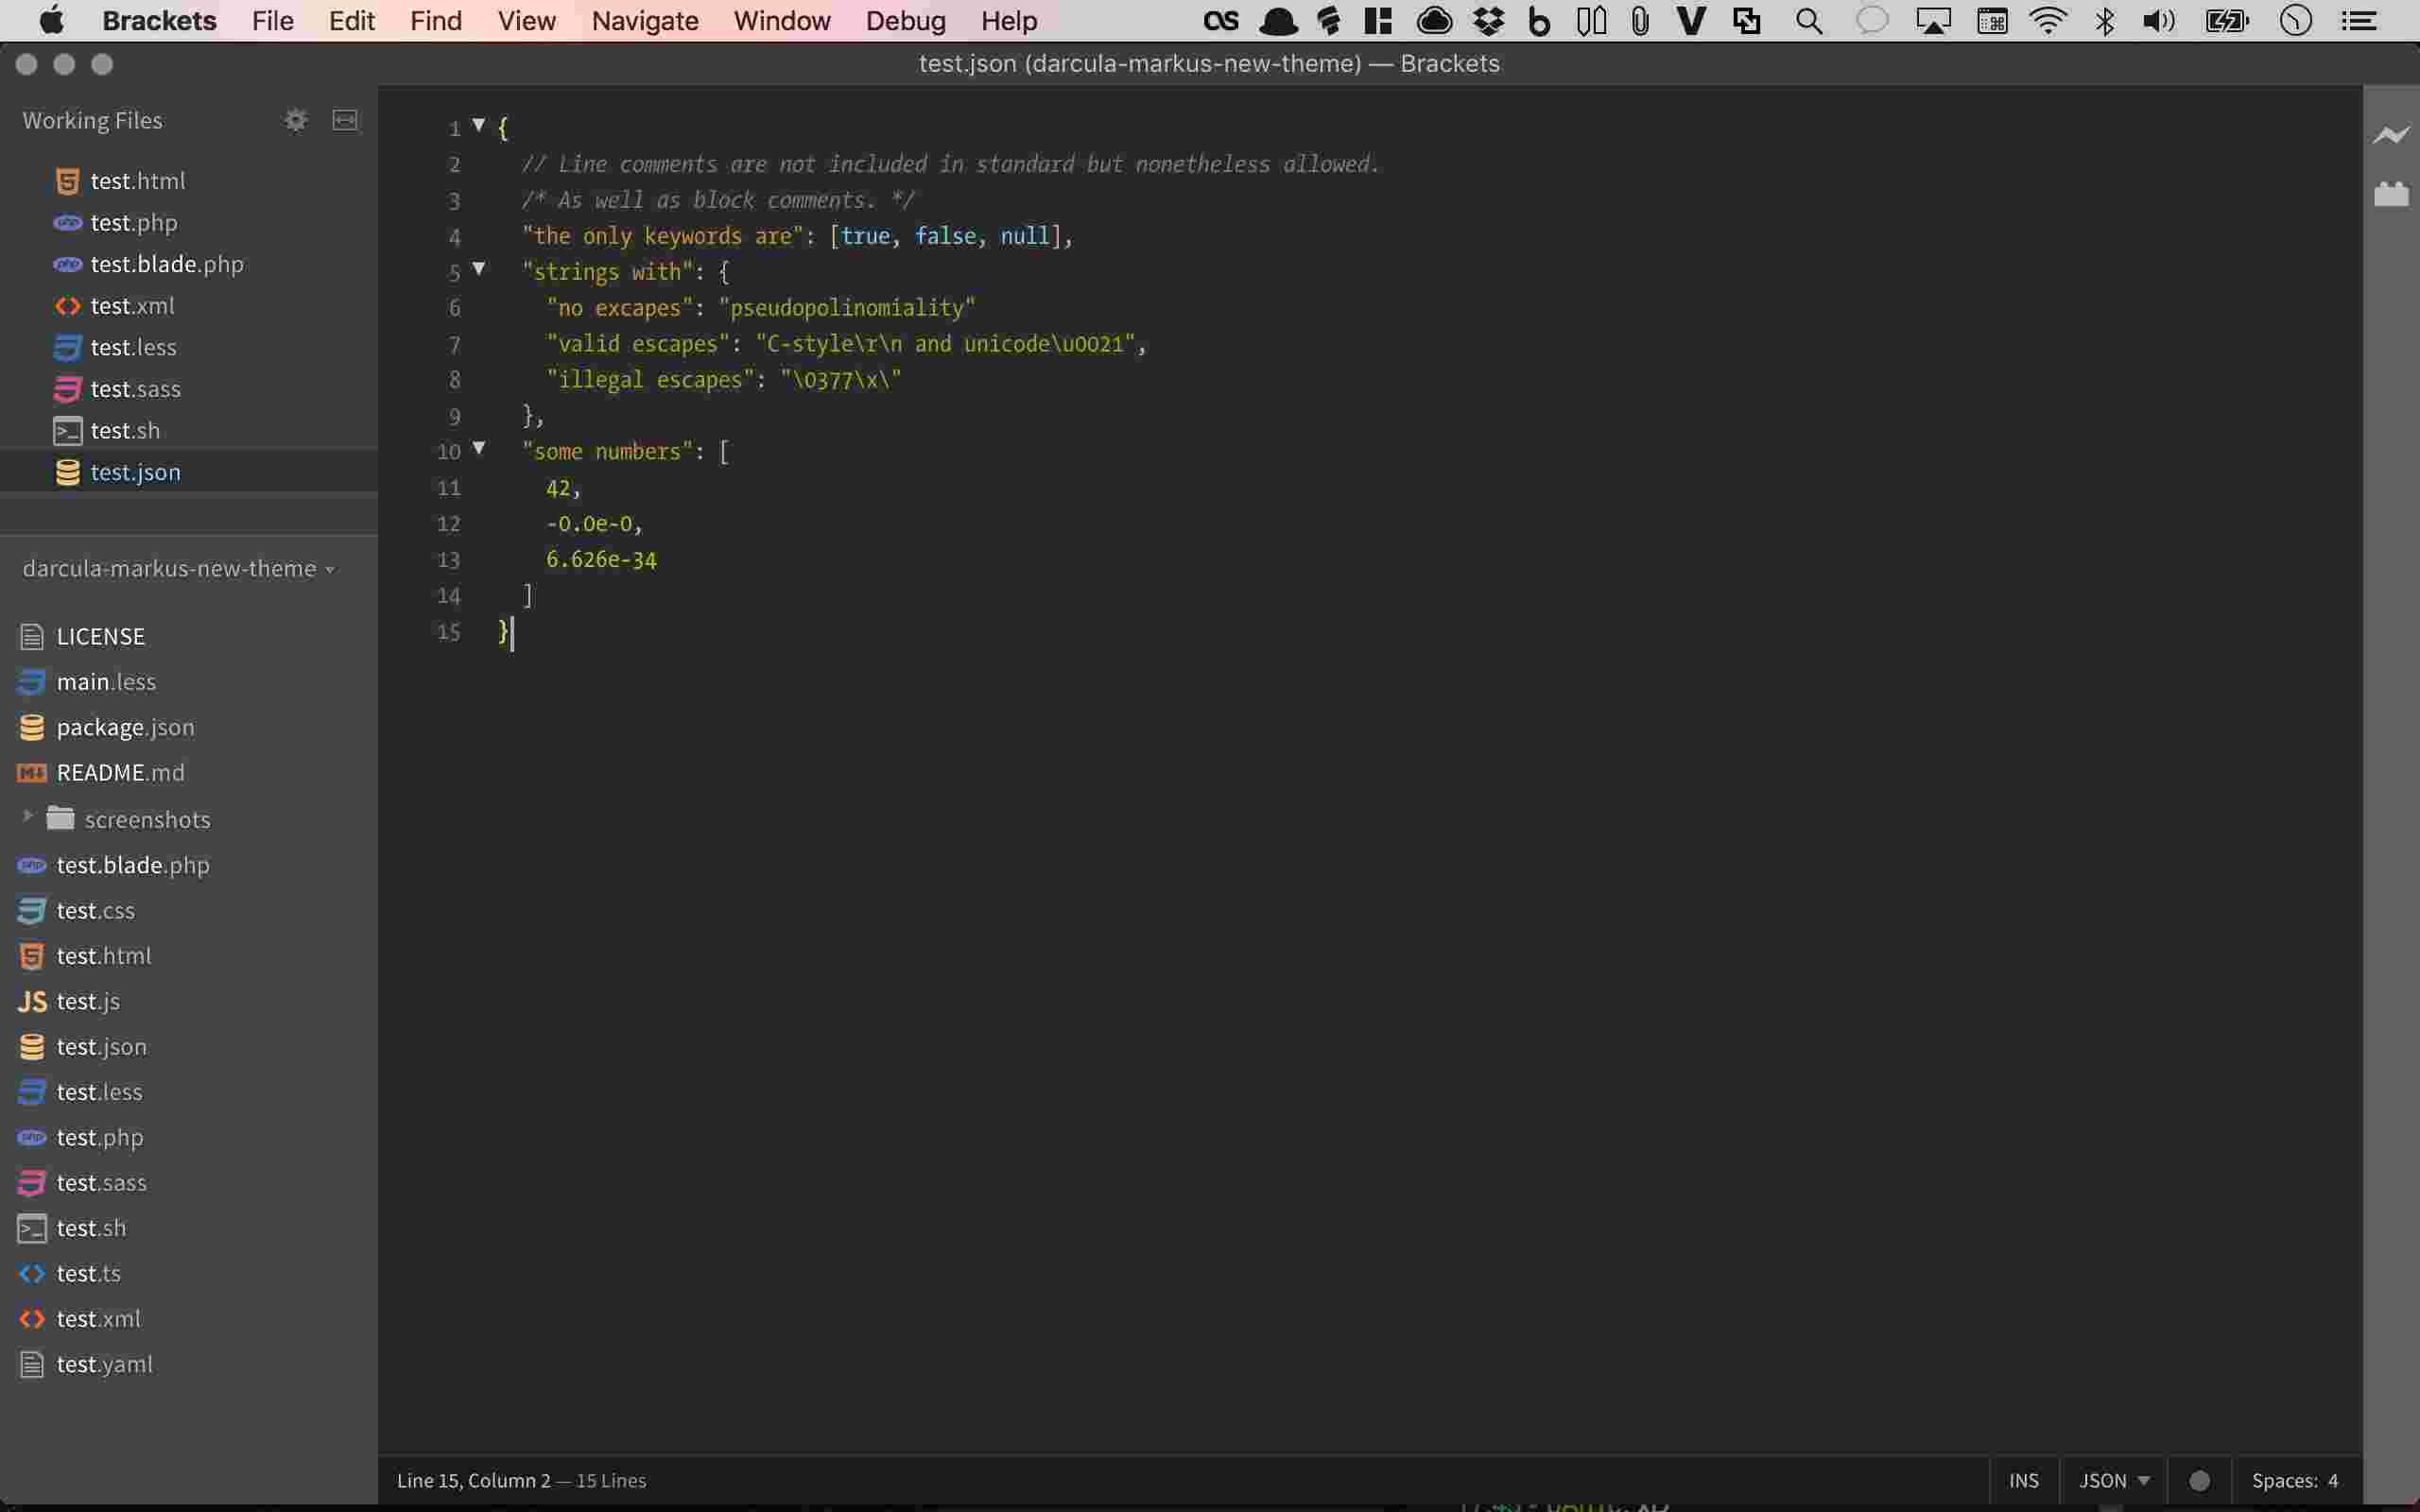 Brackets File Edit Find View Navigate Window Debug Help
test.json (darcula-markus-new-theme) — Brackets
Working Files
test.html
test.php
test.blade.php
test.xml
test.less
test.sass
test.sh
test.json
darcula-markus-new-theme
LICENSE
main.less
package.json
README.md
screenshots
test.blade.php
test.css
test.html
JS test.js
test.json
test.less
test.php
test.sass
test.sh
test.ts
test.xml
test.yaml
1 {
2 // Line comments are not included in standard but nonetheless allowed.
3 /* As well as block comments. */
4 "the only keywords are": [true, false, null],
5 "strings with": {
6 "no excapes": "pseudopolinomiality"
7 "valid escapes": "C-style\r\n and unicode\u0021",
8 "illegal escapes": "\0377\x\"
9 },
10 "some numbers": [
11 42,
12 -0.0e-0,
13 6.626e-34
14 ]
15 }
Line 15, Column 2 — 15 Lines
INS JSON Spaces: 4